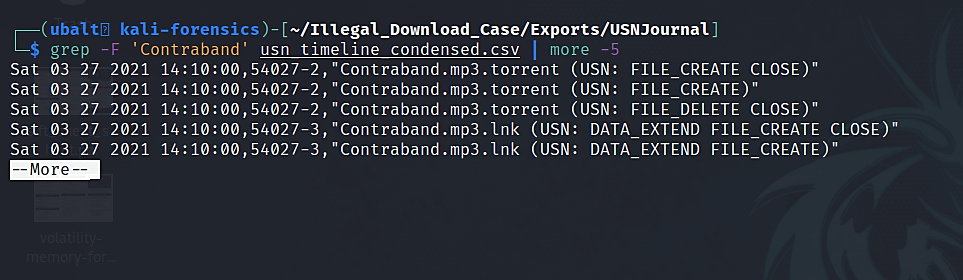 ┌──(ubalt㉿ kali-forensics)-[~/Illegal_Download_Case/Exports/USNJournal]
└─$ grep -F 'Contraband' usn_timeline_condensed.csv | more -5
Sat 03 27 2021 14:10:00,54027-2,"Contraband.mp3.torrent (USN: FILE_CREATE CLOSE)"
Sat 03 27 2021 14:10:00,54027-2,"Contraband.mp3.torrent (USN: FILE_CREATE)"
Sat 03 27 2021 14:10:00,54027-2,"Contraband.mp3.torrent (USN: FILE_DELETE CLOSE)"
Sat 03 27 2021 14:10:00,54027-3,"Contraband.mp3.lnk (USN: DATA_EXTEND FILE_CREATE CLOSE)"
Sat 03 27 2021 14:10:00,54027-3,"Contraband.mp3.lnk (USN: DATA_EXTEND FILE_CREATE)"
--More--
volatility-
memory-for...